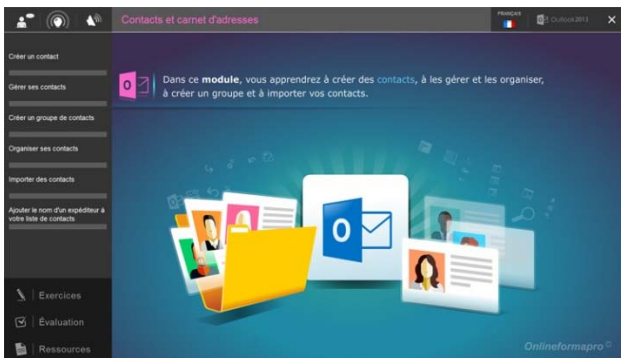 Contacts et carnet d'adresses
FRANÇAIS
Outlook 2013
Créer un contact
Gérer ses contacts
Créer un groupe de contacts
Organiser ses contacts
Importer des contacts
Ajouter le nom d'un expéditeur à
votre liste de contacts
Exercices
Évaluation
Ressources
Dans ce module, vous apprendrez à créer des contacts, à les gérer et les organiser,
à créer un groupe et à importer vos contacts.
Onlineformapro©